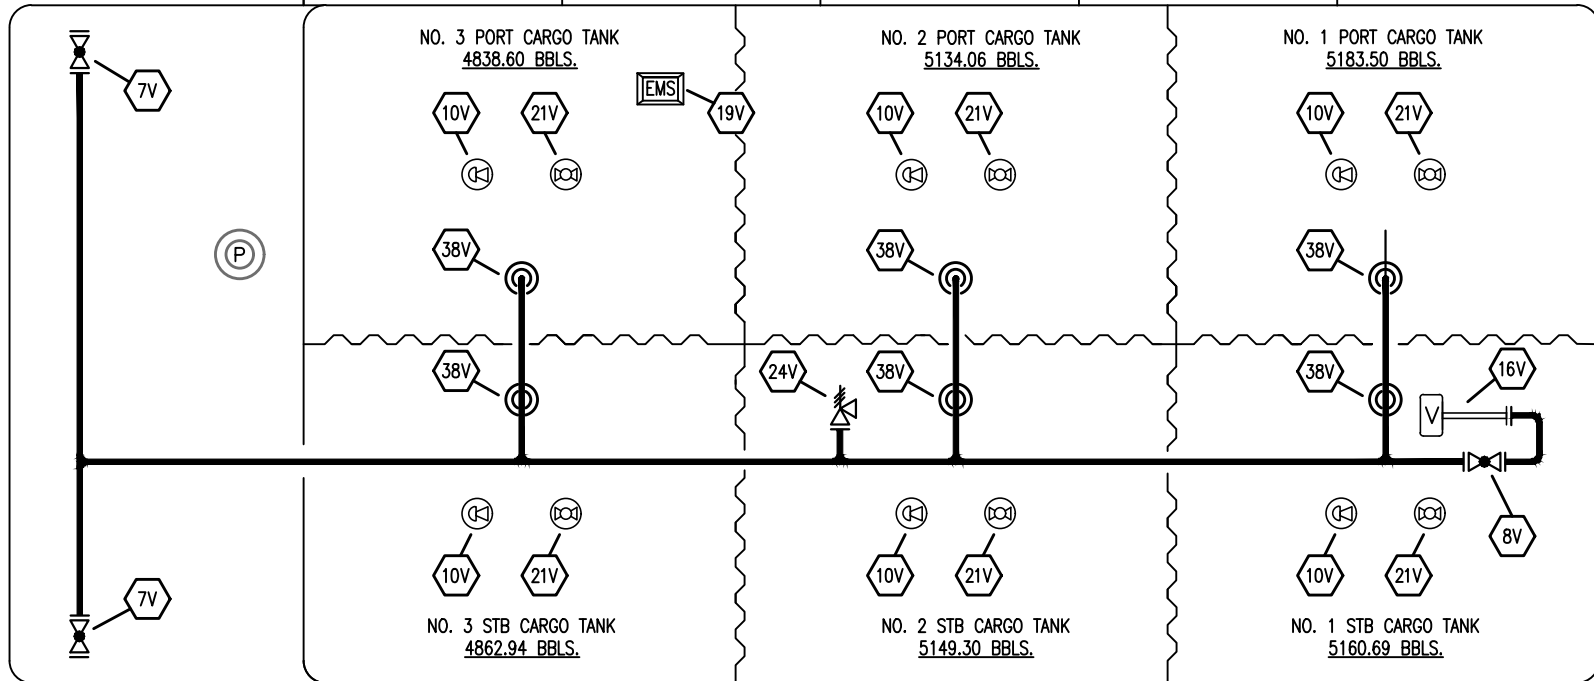 NO. 3 PORT CARGO TANK
4838.60 BBLS.
NO. 2 PORT CARGO TANK
5134.06 BBLS.
NO. 1 PORT CARGO TANK
5183.50 BBLS.
7V
EMS
10V
21V
19V
10V
21V
10V
21V
P
38V
38V
38V
38V
24V
38V
38V
16V
V
8V
7V
10V
21V
10V
21V
10V
21V
NO. 3 STB CARGO TANK
4862.94 BBLS.
NO. 2 STB CARGO TANK
5149.30 BBLS.
NO. 1 STB CARGO TANK
5160.69 BBLS.